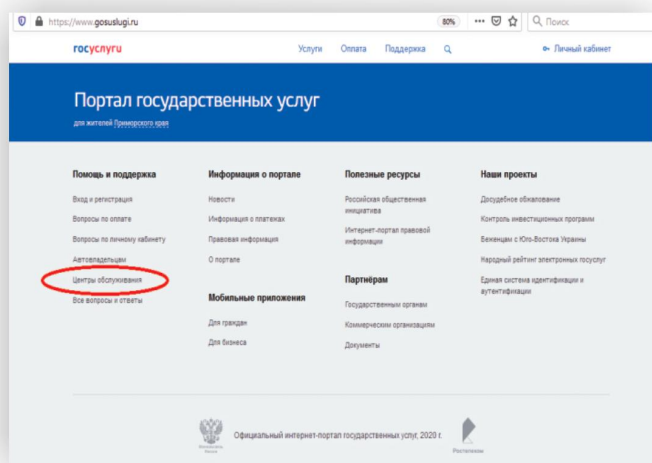 https://www.gosuslugi.ru
80%
Поиск
госуслуги
Услуги
Оплата
Поддержка
Личный кабинет
Портал государственных услуг
для жителей Приморского края
Помощь и поддержка
Вход и регистрация
Вопросы по оплате
Вопросы по личному кабинету
Автовладельцам
Центры обслуживания
Все вопросы и ответы
Информация о портале
Новости
Информация о платежах
Правовая информация
О портале
Мобильные приложения
Для граждан
Для бизнеса
Полезные ресурсы
Российская общественная
инициатива
Интернет-портал правовой
информации
Партнёрам
Государственным органам
Коммерческим организациям
Документы
Наши проекты
Досудебное обжалование
Контроль инвестиционных программ
Беженцам с Юго-Востока Украины
Народный рейтинг электронных госуслуг
Единая система идентификации и
аутентификации
Официальный интернет-портал государственных услуг, 2020 г.
Ростелеком